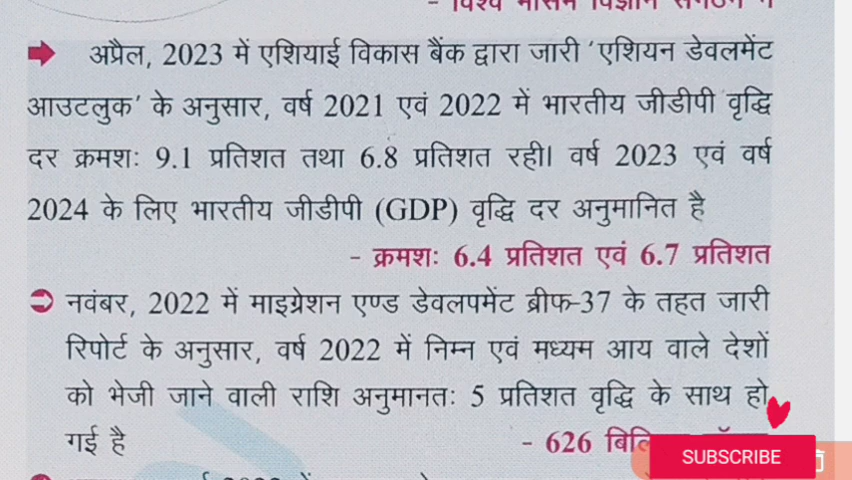 - विश्व मौसम विज्ञान संगठन ने
अप्रैल, 2023 में एशियाई विकास बैंक द्वारा जारी 'एशियन डेवलमेंट
आउटलुक' के अनुसार, वर्ष 2021 एवं 2022 में भारतीय जीडीपी वृद्धि
दर क्रमशः 9.1 प्रतिशत तथा 6.8 प्रतिशत रही। वर्ष 2023 एवं वर्ष
2024 के लिए भारतीय जीडीपी (GDP) वृद्धि दर अनुमानित है
- क्रमशः 6.4 प्रतिशत एवं 6.7 प्रतिशत
नवंबर, 2022 में माइग्रेशन एण्ड डेवलपमेंट ब्रीफ-37 के तहत जारी
रिपोर्ट के अनुसार, वर्ष 2022 में निम्न एवं मध्यम आय वाले देशों
को भेजी जाने वाली राशि अनुमानतः 5 प्रतिशत वृद्धि के साथ हो
गई है - 626
SUBSCRIBE